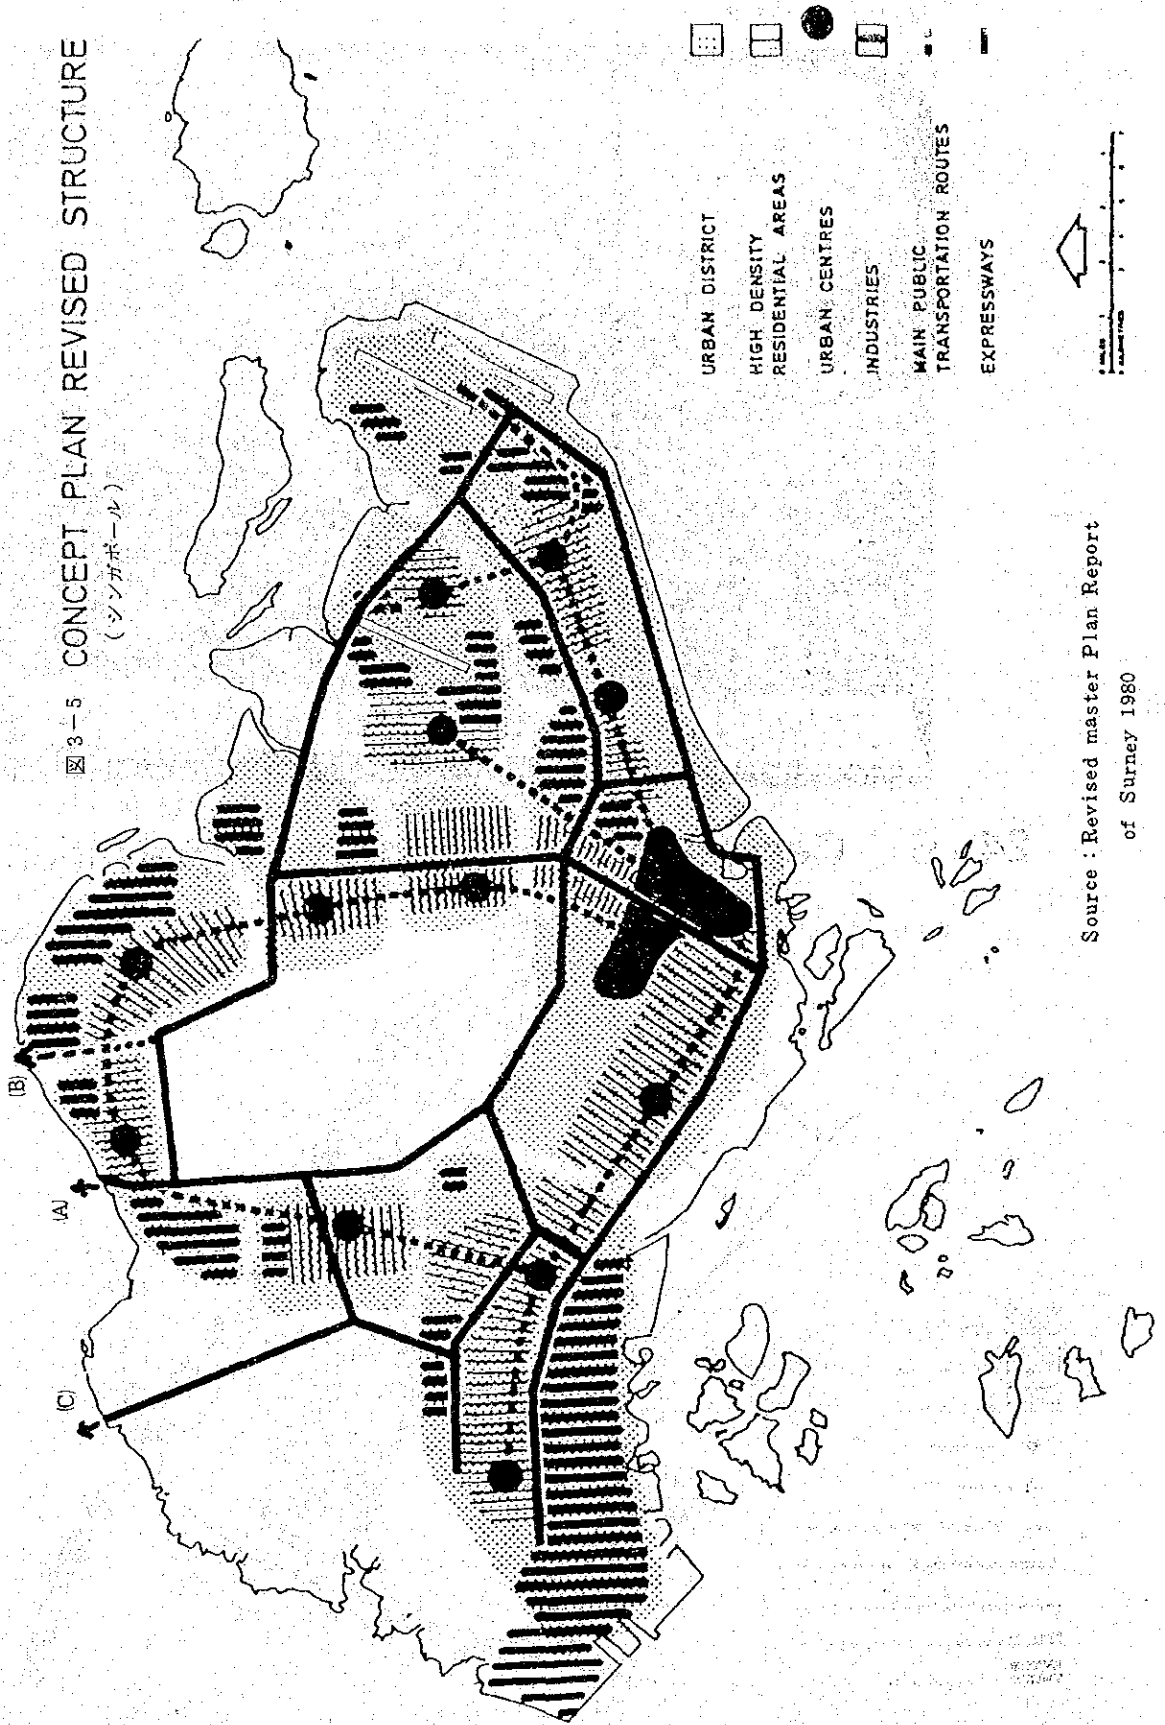 図 3-5 CONCEPT PLAN REVISED STRUCTURE
(シンガポール)
(A)
(B)
(C)
URBAN DISTRICT
HIGH DENSITY
RESIDENTIAL AREAS
URBAN CENTRES
INDUSTRIES
MAIN PUBLIC
TRANSPORTATION ROUTES
EXPRESSWAYS
Source : Revised master Plan Report
of Surney 1980